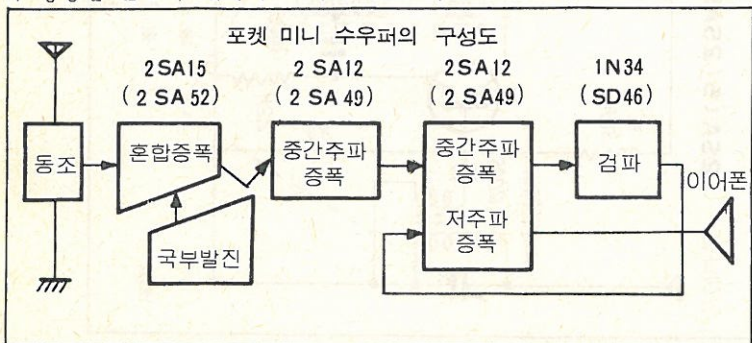 포켓 미니 수우퍼의 구성도
2SA15 2SA12 2SA12 1N34
(2SA52) (2SA49) (2SA49) (SD46)
동조 혼합증폭 중간주파 증폭 중간주파 증폭 검파 이어폰
국부발진 저주파 증폭